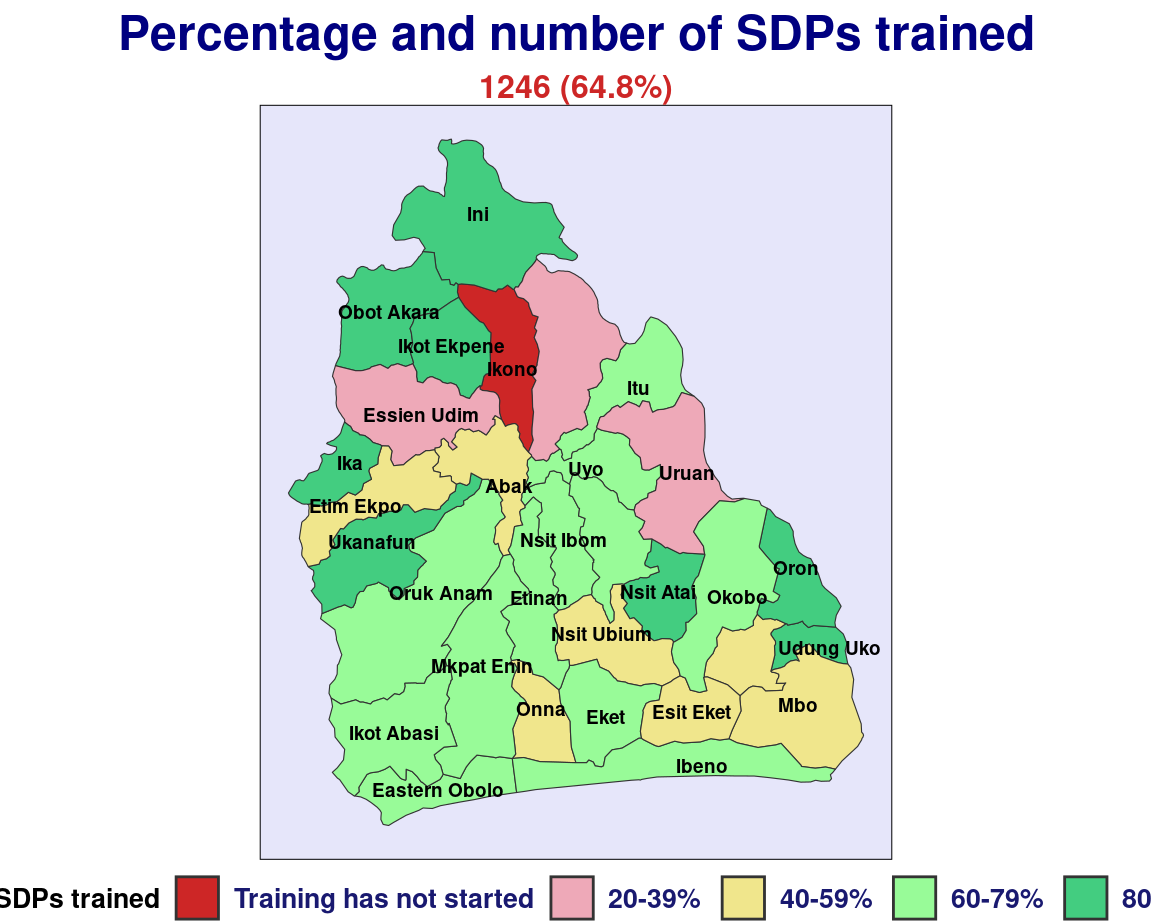 Percentage and number of SDPs trained
1246 (64.8%)
Ini
Obot Akara
Ikot Ekpene
Ikono
Itu
Essien Udim
Ika
Uyo
Uruan
Abak
Etim Ekpo
Ukanafun
Nsit Ibom
Oron
Oruk Anam
Etinan
Nsit Atai
Okobo
Nsit Ubium
Udung Uko
Mkpat Enin
Onna
Eket
Esit Eket
Mbo
Ikot Abasi
Ibeno
Eastern Obolo
SDPs trained Training has not started 20-39% 40-59% 60-79% 80